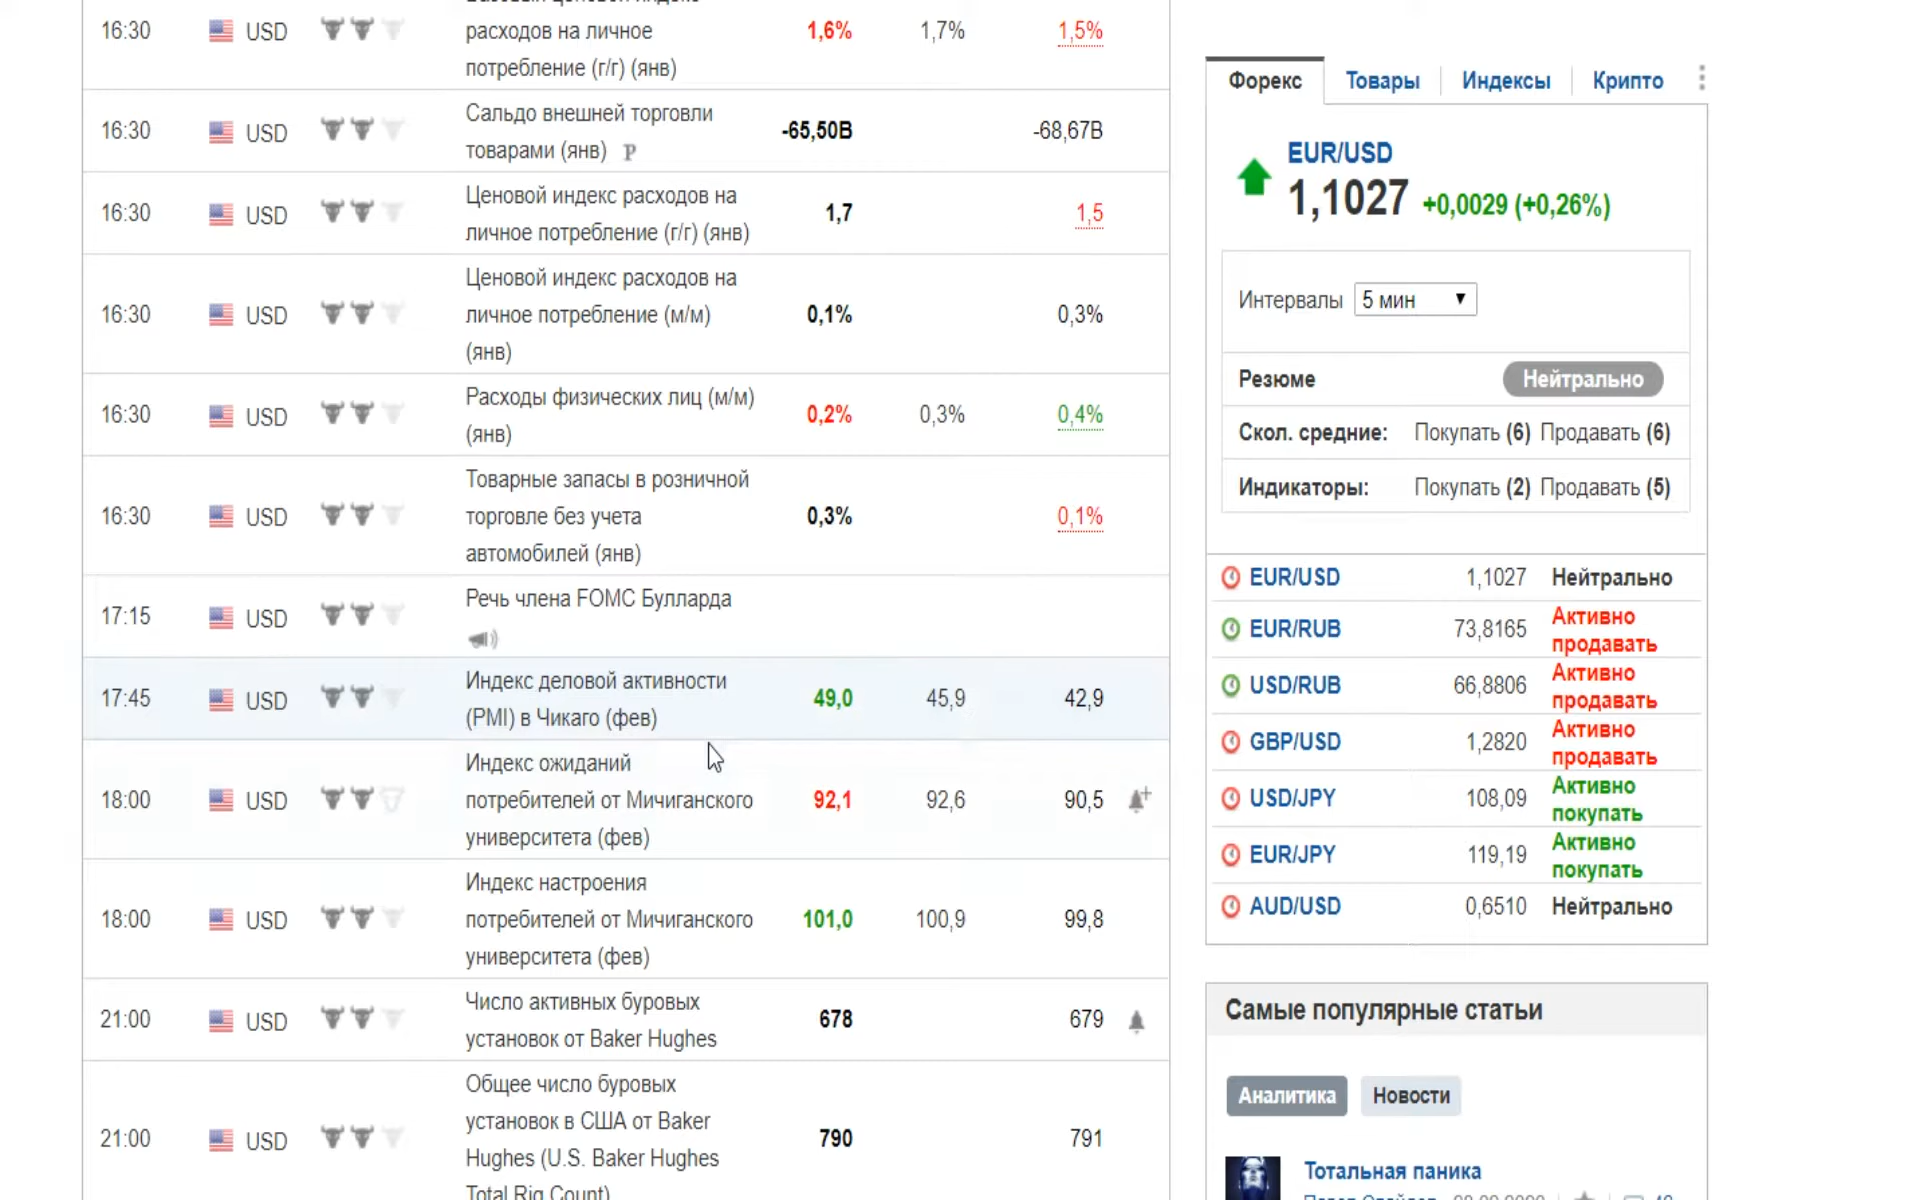 16:30 USD расходов на личное 1,6% 1,7% 1,5%
потребление (г/г) (янв)
16:30 USD Сальдо внешней торговли -65,50B -68,67B
товарами (янв) P
16:30 USD Ценовой индекс расходов на 1,7 1,5
личное потребление (г/г) (янв)
16:30 USD Ценовой индекс расходов на
личное потребление (м/м) 0,1% 0,3%
(янв)
16:30 USD Расходы физических лиц (м/м) 0,2% 0,3% 0,4%
(янв)
16:30 USD Товарные запасы в розничной
торговле без учета 0,3% 0,1%
автомобилей (янв)
17:15 USD Речь члена FOMC Булларда
17:45 USD Индекс деловой активности 49,0 45,9 42,9
(PMI) в Чикаго (фев)
18:00 USD Индекс ожиданий
потребителей от Мичиганского 92,1 92,6 90,5
университета (фев)
18:00 USD Индекс настроения
потребителей от Мичиганского 101,0 100,9 99,8
университета (фев)
21:00 USD Число активных буровых 678 679
установок от Baker Hughes
21:00 USD Общее число буровых
установок в США от Baker 790 791
Hughes (U.S. Baker Hughes
Total Rig Count)
Форекс Товары Индексы Крипто
EUR/USD
1,1027 +0,0029 (+0,26%)
Интервалы 5 мин
Резюме Нейтрально
Скол. средние: Покупать (6) Продавать (6)
Индикаторы: Покупать (2) Продавать (5)
EUR/USD 1,1027 Нейтрально
EUR/RUB 73,8165 Активно
продавать
USD/RUB 66,8806 Активно
продавать
GBP/USD 1,2820 Активно
продавать
USD/JPY 108,09 Активно
покупать
EUR/JPY 119,19 Активно
покупать
AUD/USD 0,6510 Нейтрально
Самые популярные статьи
Аналитика Новости
Тотальная паника